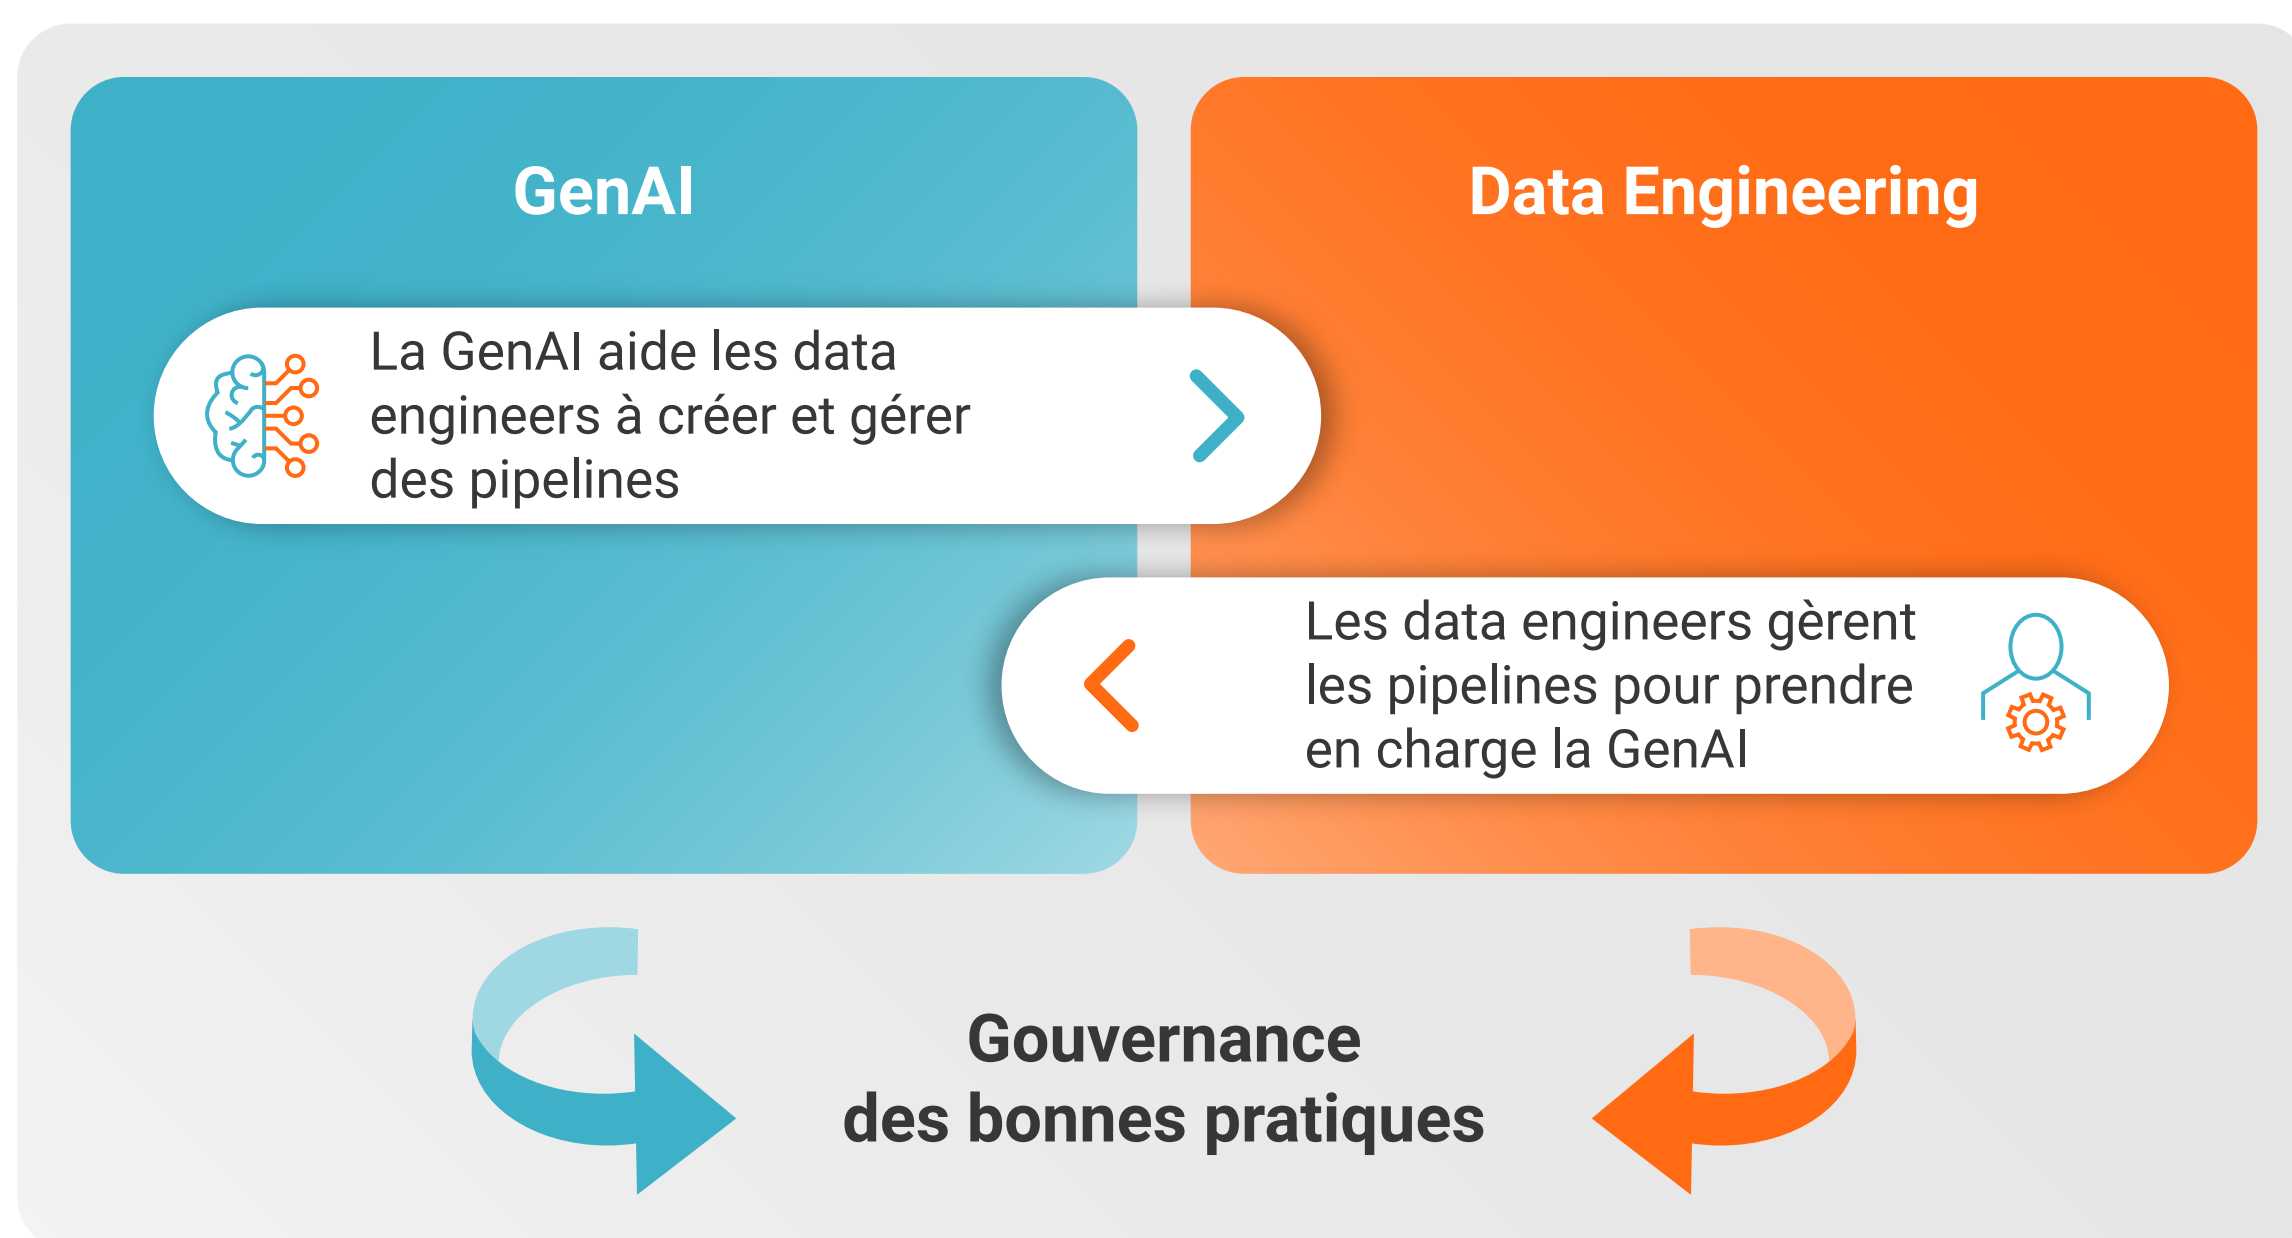 GenAI
Data Engineering
La GenAI aide les data
engineers à créer et gérer
des pipelines
Les data engineers gèrent
les pipelines pour prendre
en charge la GenAI
Gouvernance
des bonnes pratiques